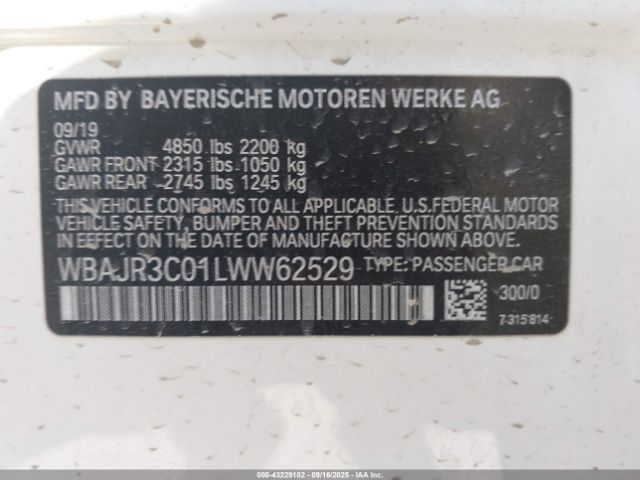 MFD BY BAYERISCHE MOTOREN WERKE AG
09/19
GVWR 4850 lbs 2200 kg
GAWR FRONT 2315 lbs 1050 kg
GAWR REAR 2745 lbs 1245 kg
THIS VEHICLE CONFORMS TO ALL APPLICABLE, U.S.FEDERAL MOTOR
VEHICLE SAFETY, BUMPER AND THEFT PREVENTION STANDARDS
IN EFFECT ON THE DATE OF MANUFACTURE SHOWN ABOVE.
WBAJR3C01LWW62529 TYPE: PASSENGER CAR
300/0
7315814
000-43229182 - 09/16/2025 - IAAI.COM